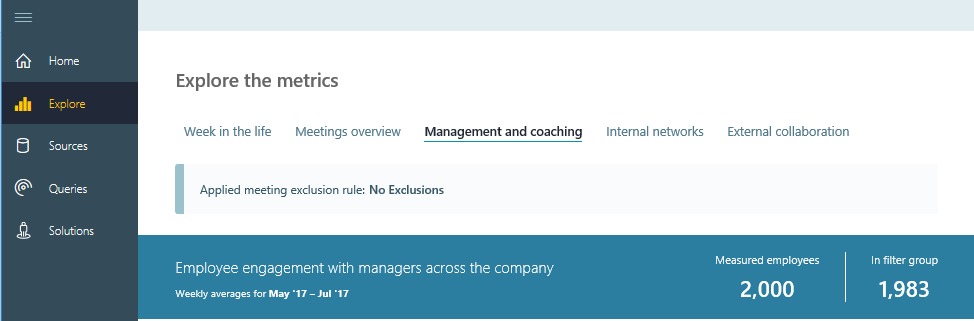 Home
Explore
Sources
Queries
Solutions
Explore the metrics
Week in the life Meetings overview Management and coaching Internal networks External collaboration
Applied meeting exclusion rule: No Exclusions
Employee engagement with managers across the company
Weekly averages for May '17 – Jul '17
Measured employees
2,000
In filter group
1,983